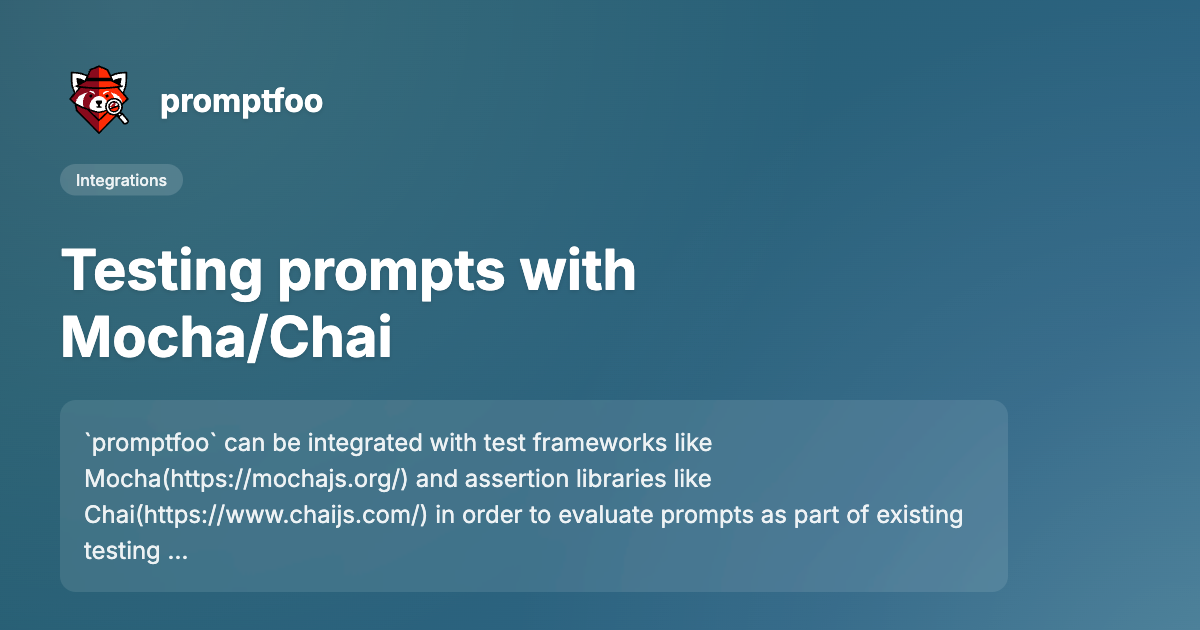 promptfoo
Integrations
Testing prompts with
Mocha/Chai
`promptfoo` can be integrated with test frameworks like
Mocha(https://mochajs.org/) and assertion libraries like
Chai(https://www.chaijs.com/) in order to evaluate prompts as part of existing
testing ...